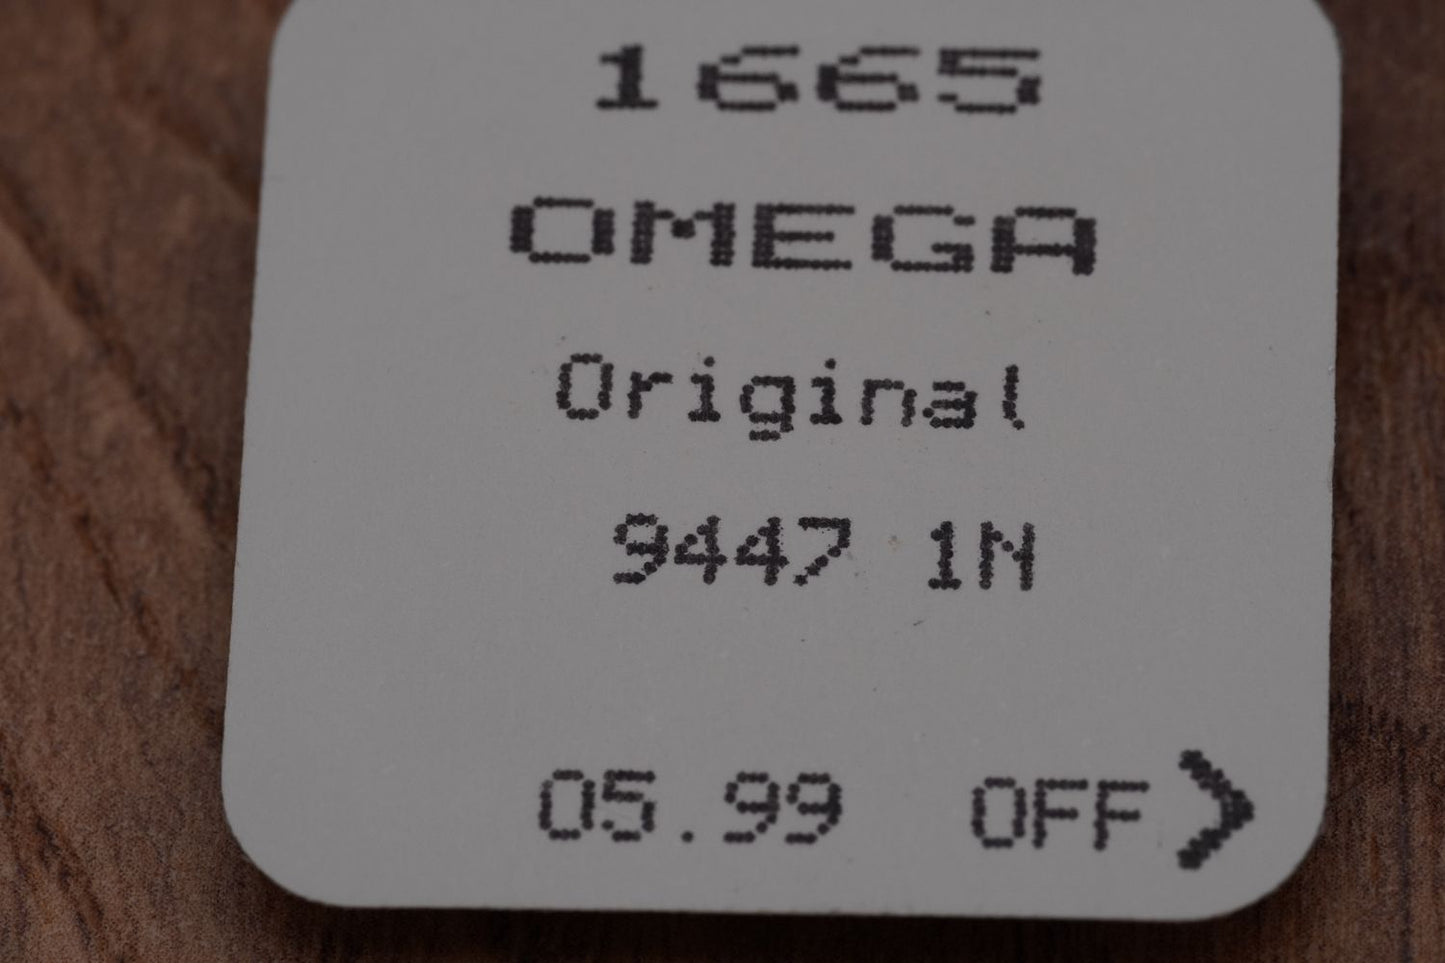 1665
OMEGA
Original
9447 1N
05.99 OFF>